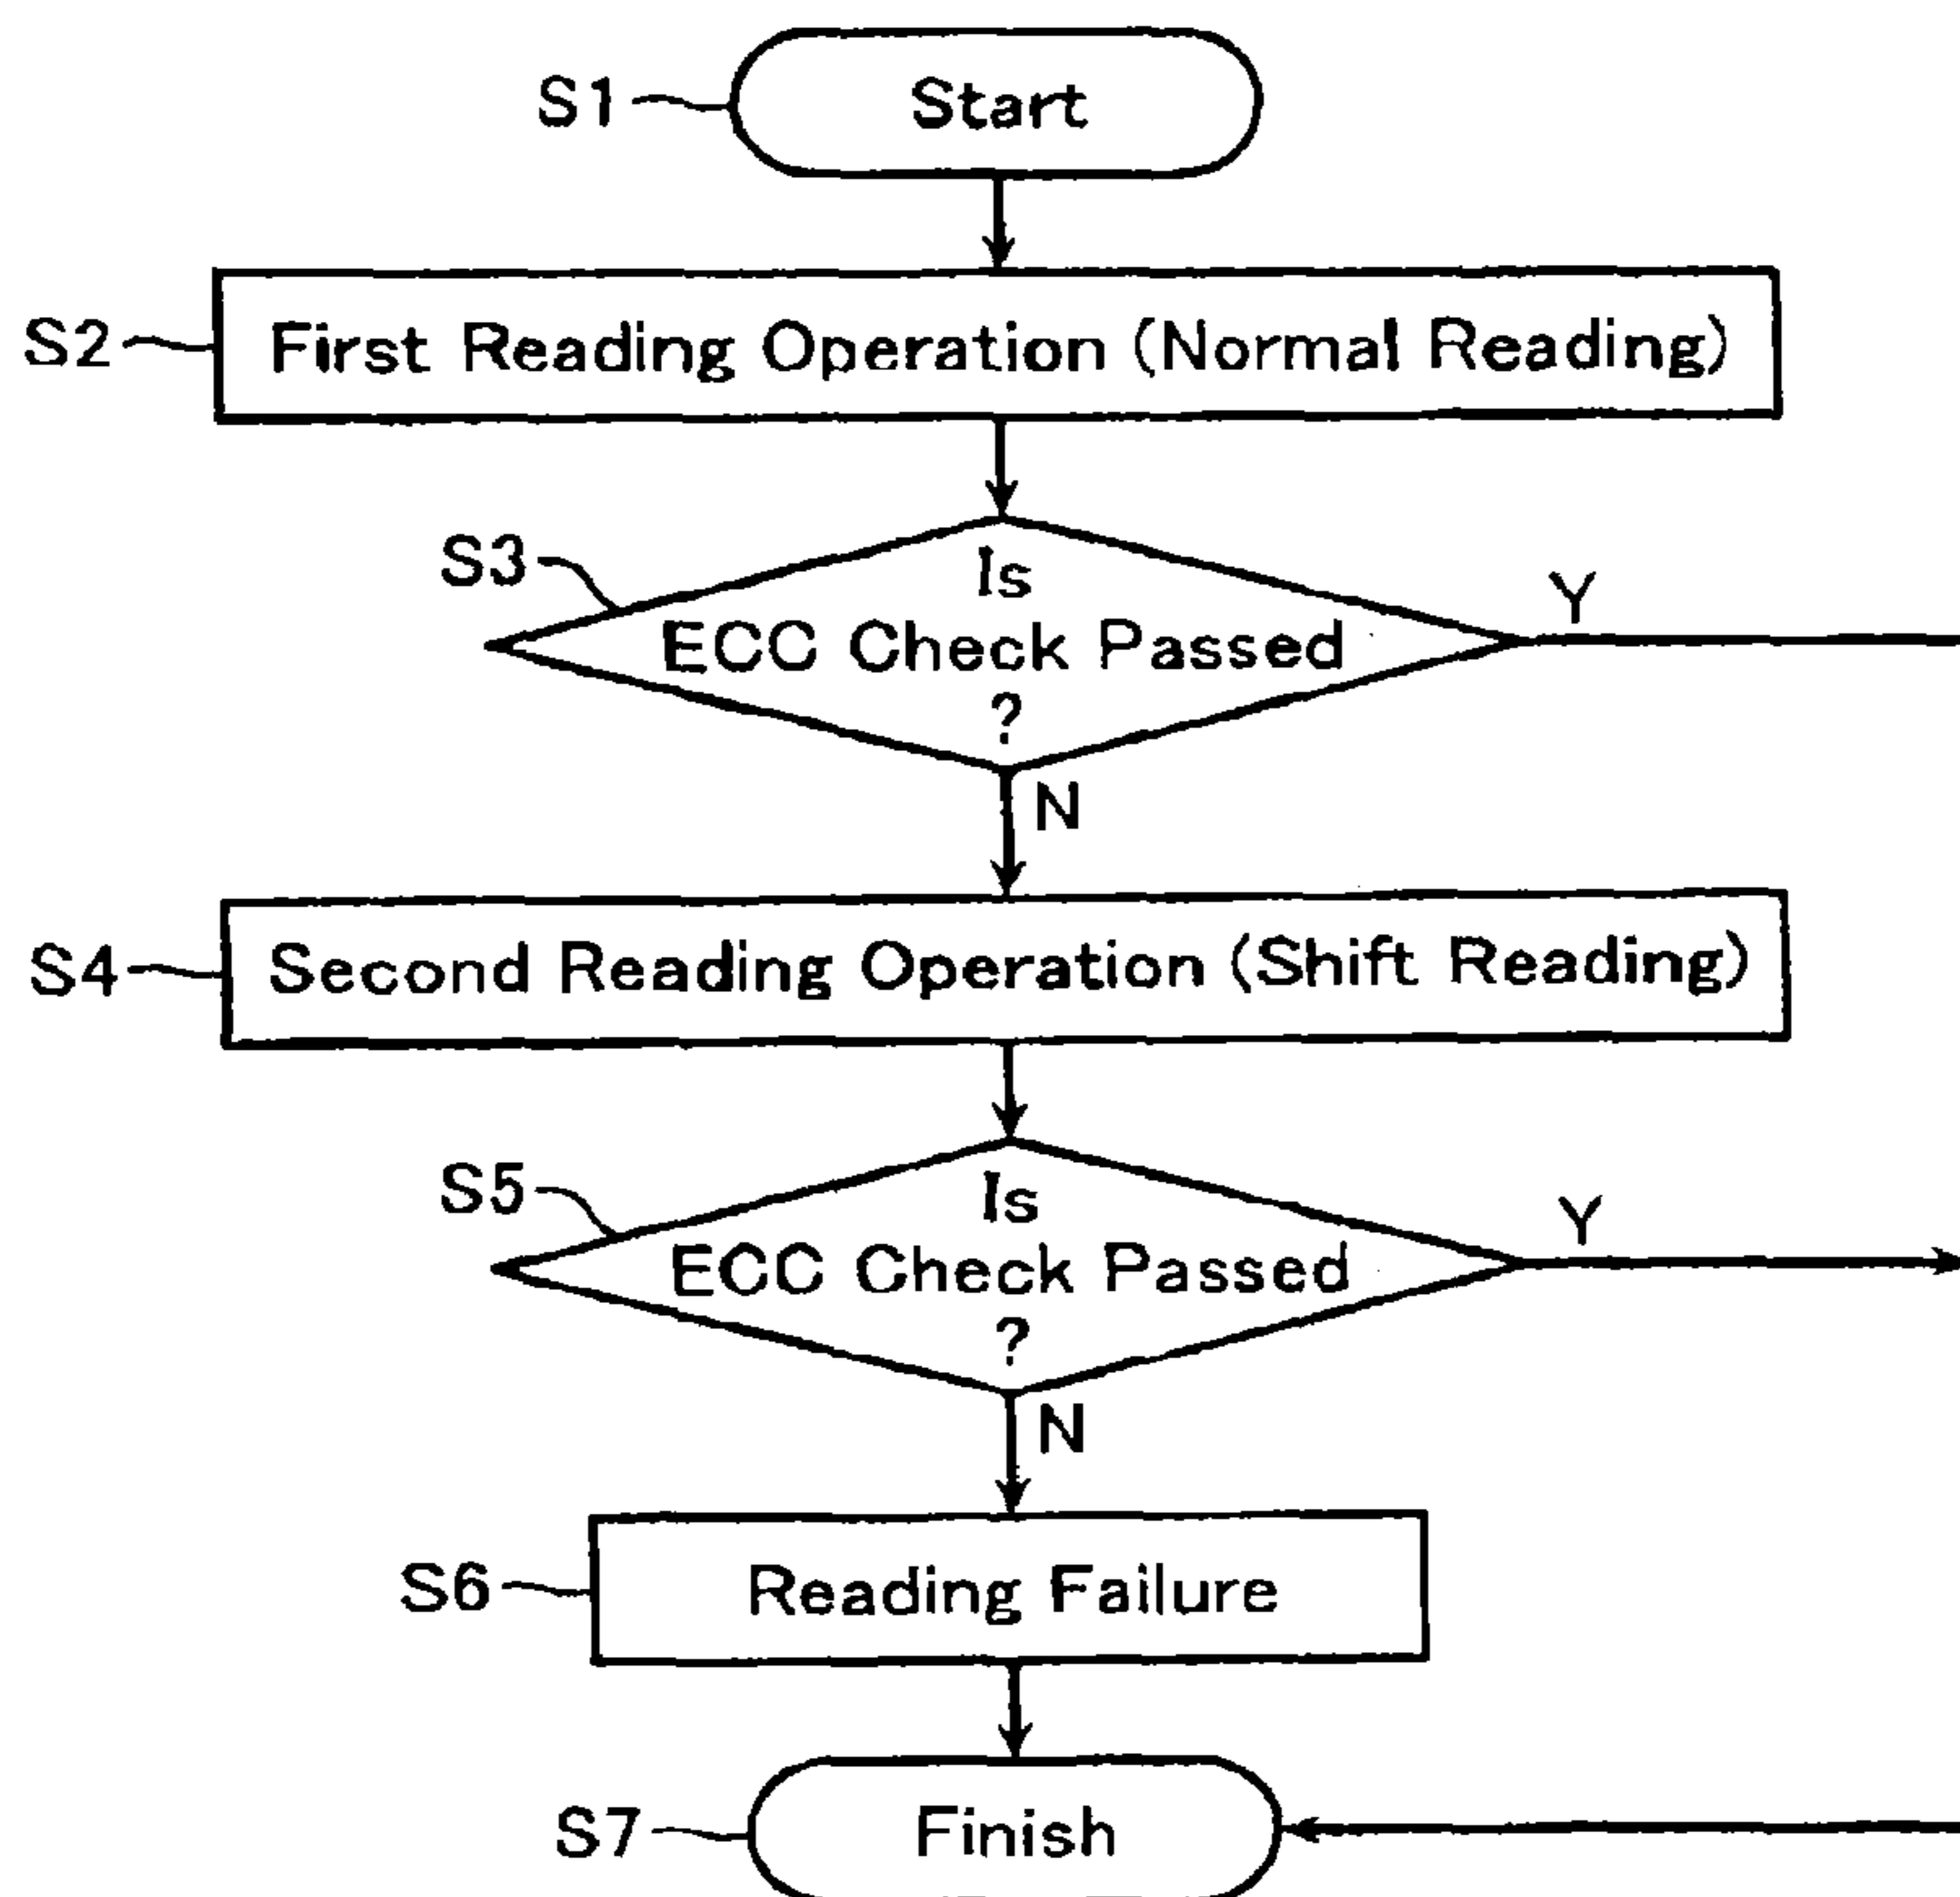 S1 Start
S2 First Reading Operation (Normal Reading)
S3 Is
ECC Check Passed
?
Y
N
S4 Second Reading Operation (Shift Reading)
S5 Is
ECC Check Passed
?
Y
N
S6 Reading Failure
S7 Finish